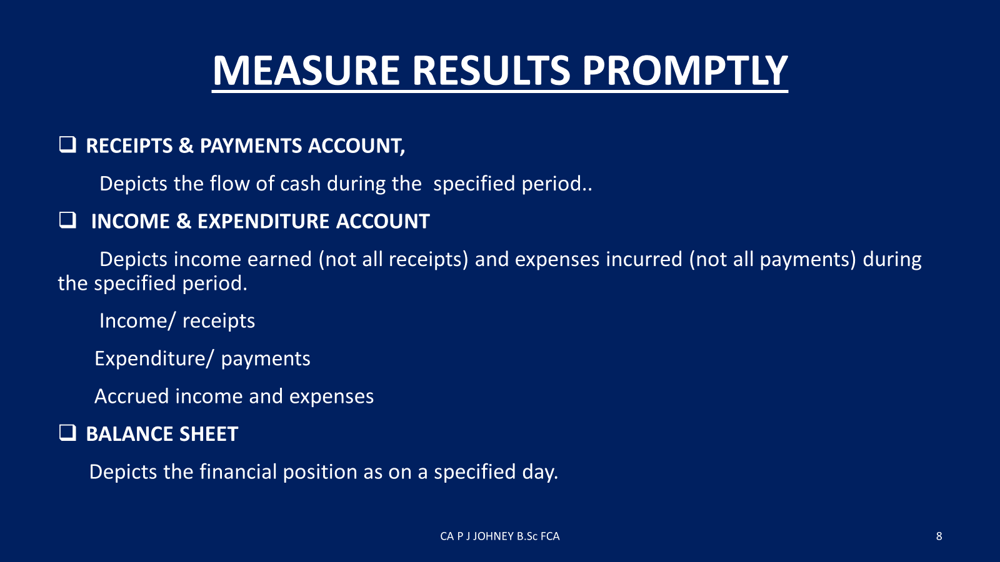 MEASURE RESULTS PROMPTLY
❑ RECEIPTS & PAYMENTS ACCOUNT,
Depicts the flow of cash during the  specified period..
❑ INCOME & EXPENDITURE ACCOUNT
Depicts income earned (not all receipts) and expenses incurred (not all payments) during
the specified period.
Income/ receipts
Expenditure/ payments
Accrued income and expenses
❑ BALANCE SHEET
Depicts the financial position as on a specified day.
CA P J JOHNEY B.Sc FCA
8